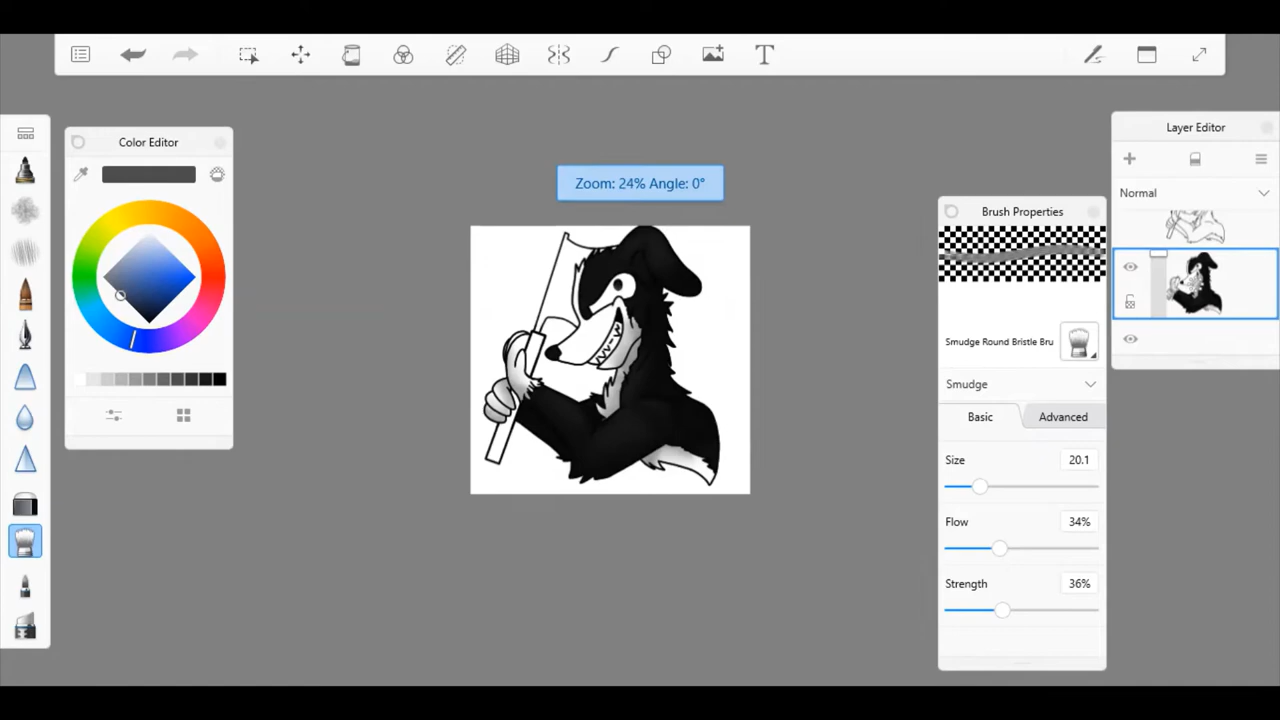 T
Color Editor
Zoom: 24% Angle: 0°
Layer Editor
Normal
Brush Properties
Smudge Round Bristle Bru
Smudge
Basic
Advanced
Size
20.1
Flow
34%
Strength
36%